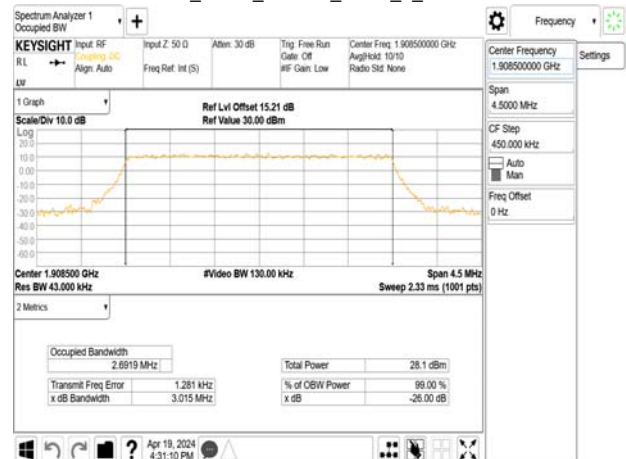 Spectrum Analyzer 1
Occupied BW
Frequency
KEYSIGHT
RL
Input: RF
Coupling: DC
Align: Auto
Input Z: 50 Ω
Freq Ref: Int (S)
Atten: 30 dB
Trig: Free Run
Gate: Off
#IF Gain: Low
Center Freq: 1.908500000 GHz
Avg|Hold: 10/10
Radio Std: None
Center Frequency
1.908500000 GHz
Settings
Span
4.5000 MHz
CF Step
450.000 kHz
Auto
Man
Freq Offset
0 Hz
1 Graph
Scale/Div 10.0 dB
Ref Lvl Offset 15.21 dB
Ref Value 30.00 dBm
Log
20.0
10.0
0.00
-10.0
-20.0
-30.0
-40.0
-50.0
-60.0
Center 1.908500 GHz
Res BW 43.000 kHz
#Video BW 130.00 kHz
Span 4.5 MHz
Sweep 2.33 ms (1001 pts)
2 Metrics
Occupied Bandwidth
2.6919 MHz
Total Power 28.1 dBm
Transmit Freq Error 1.281 kHz
% of OBW Power 99.00 %
x dB Bandwidth 3.015 MHz
x dB -26.00 dB
?
Apr 19, 2024
4:31:10 PM